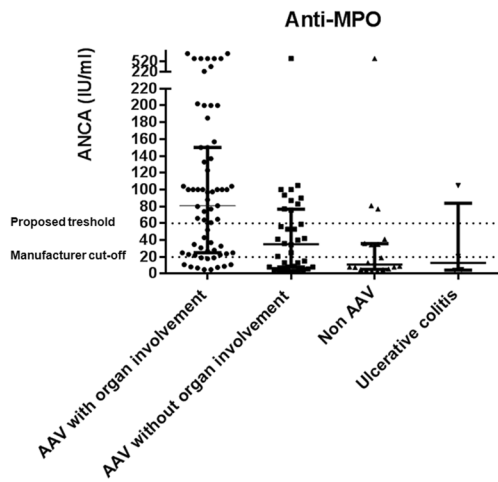 Anti-MPO
ANCA (IU/ml)
520
220
220
200
180
160
140
120
100
80
60
40
20
0
Proposed treshold
Manufacturer cut-off
AAV with organ involvement
AAV without organ involvement
Non AAV
Ulcerative colitis